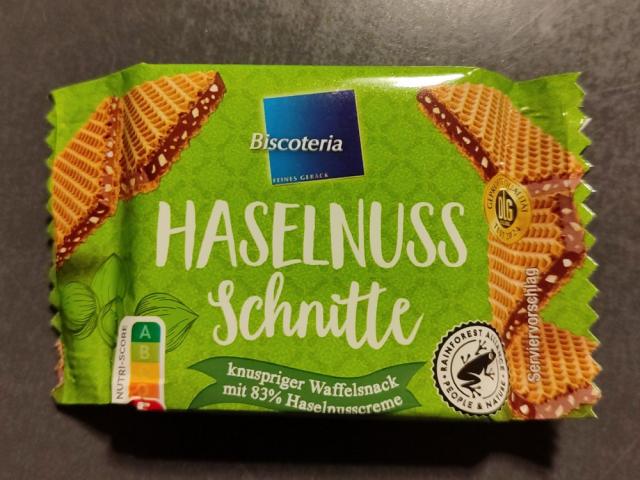 Biscoteria
FEINES GEBÄCK
HASELNUSS
Schnitte
knuspriger Waffelsnack
mit 83% Haselnusscreme
NUTRI-SCORE
A
B
DLG
RAINFOREST ALLIANCE
PEOPLE & NATURE
Serviervorschlag